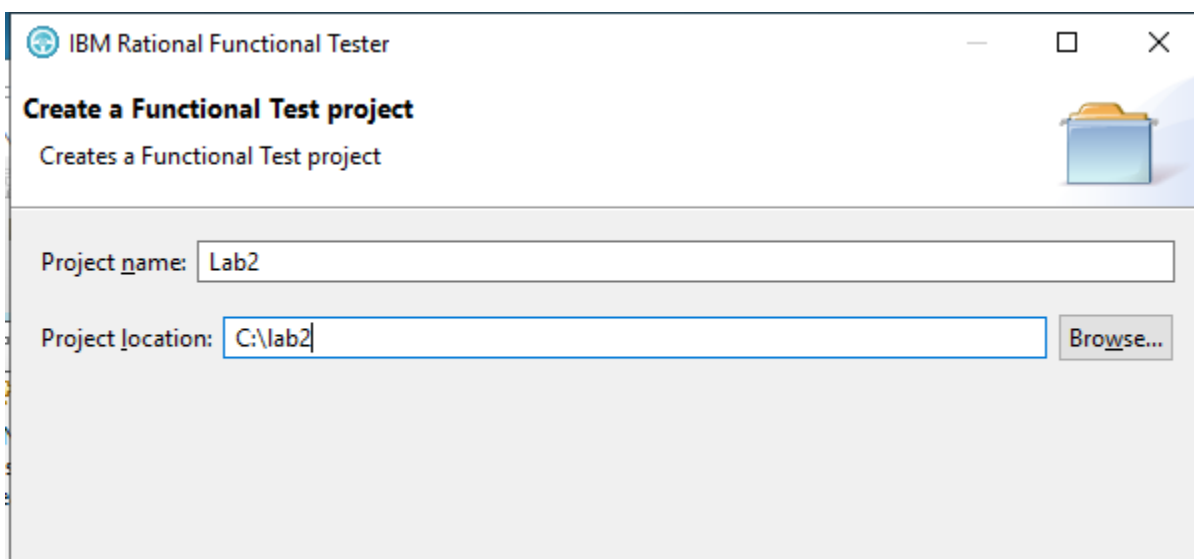 IBM Rational Functional Tester
Create a Functional Test project
Creates a Functional Test project
Project name: Lab2
Project location: C:\lab2 Browse...